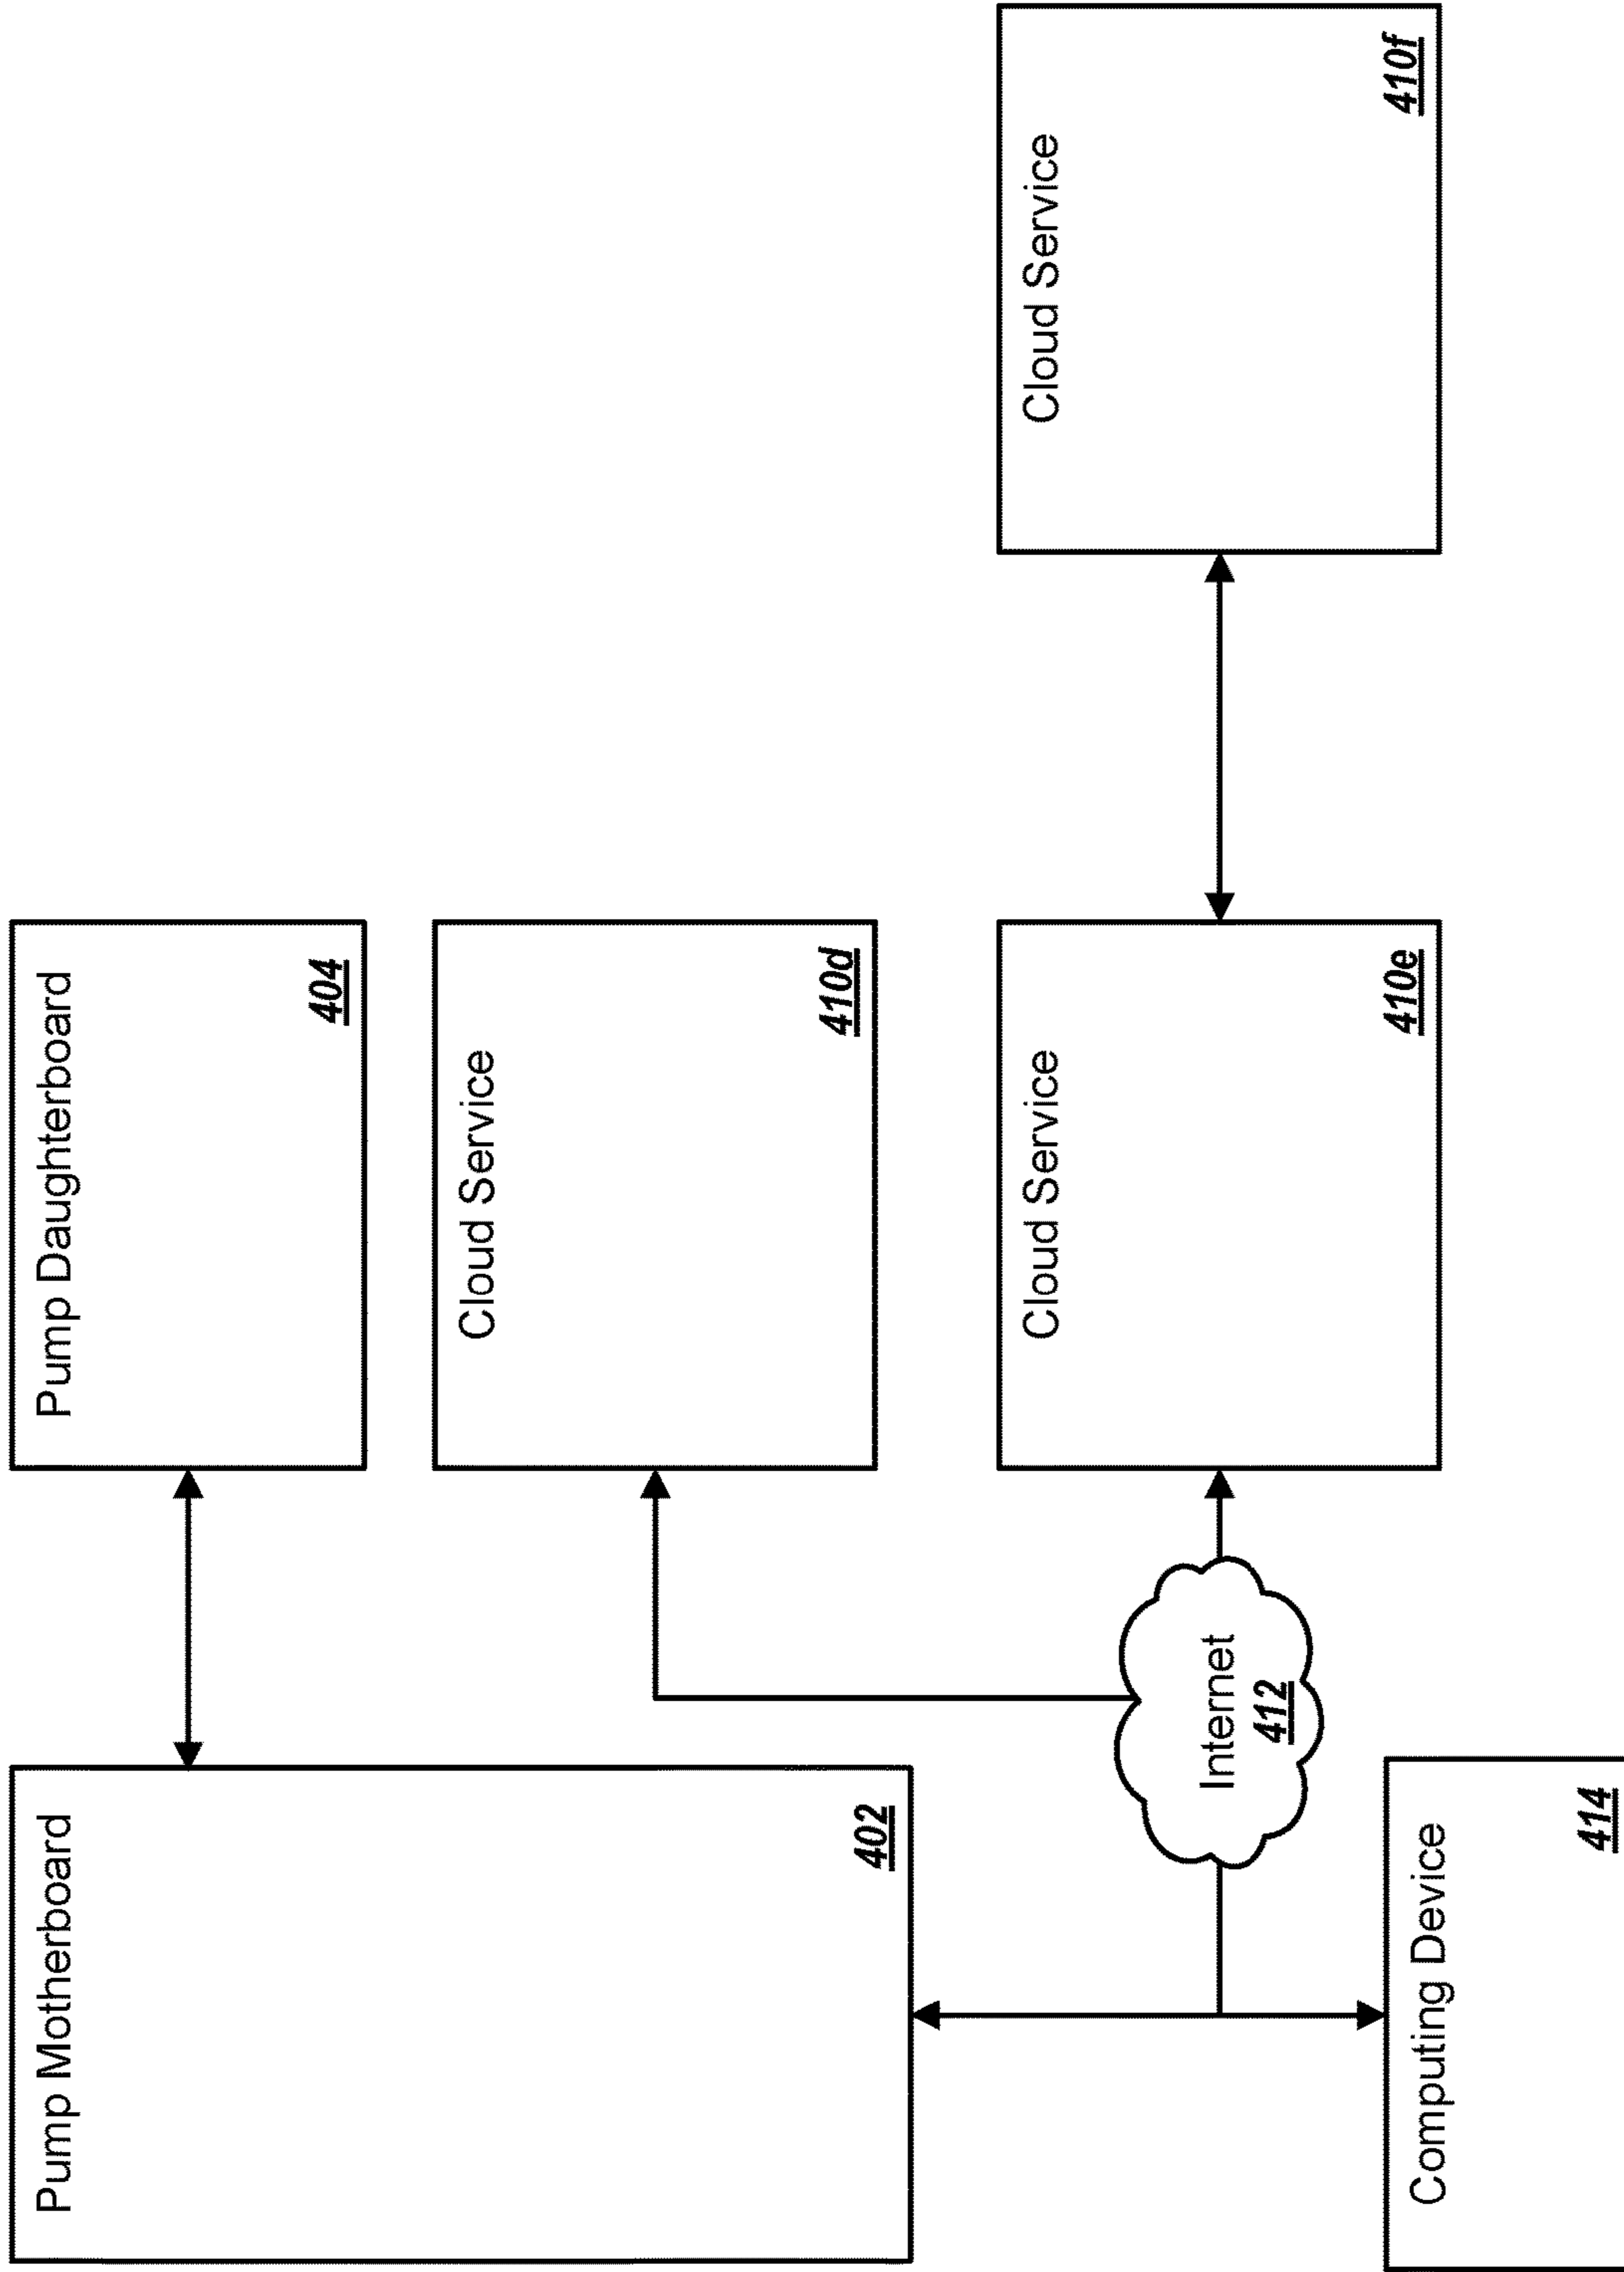 Pump Motherboard
402
Pump Daughterboard
404
Cloud Service
410d
Internet
412
Cloud Service
410e
Cloud Service
410f
Computing Device
414